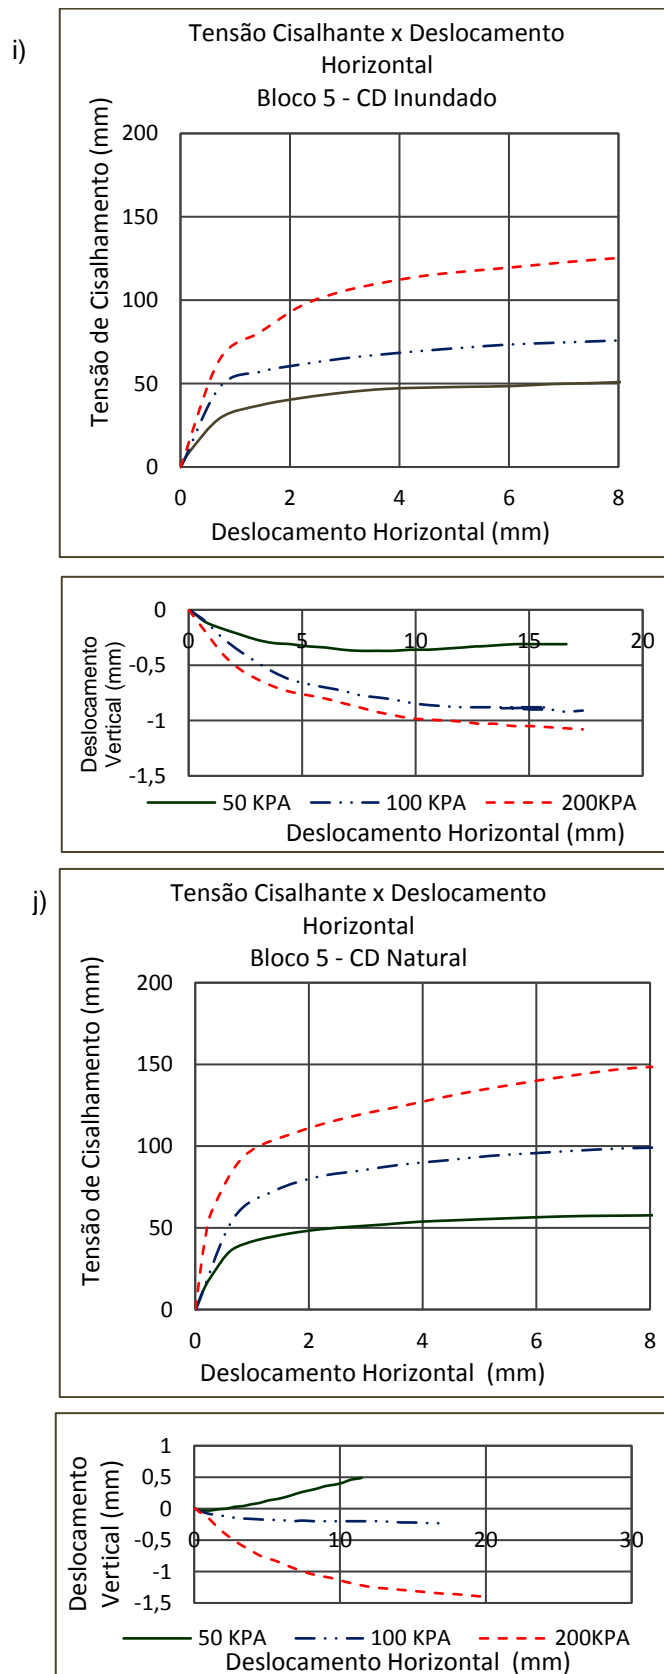 i)
Tensão Cisalhante x Deslocamento
Horizontal
Bloco 5 - CD Inundado
Tensão de Cisalhamento (mm)
200
150
100
50
0
0 2 4 6 8
Deslocamento Horizontal (mm)
Deslocamento
Vertical (mm)
0
-0,5
-1
-1,5
0 5 10 15 20
50 KPA 100 KPA 200KPA
Deslocamento Horizontal (mm)
j)
Tensão Cisalhante x Deslocamento
Horizontal
Bloco 5 - CD Natural
Tensão de Cisalhamento (mm)
200
150
100
50
0
0 2 4 6 8
Deslocamento Horizontal (mm)
Deslocamento
Vertical (mm)
1
0,5
0
-0,5
-1
-1,5
0 10 20 30
50 KPA 100 KPA 200KPA
Deslocamento Horizontal (mm)